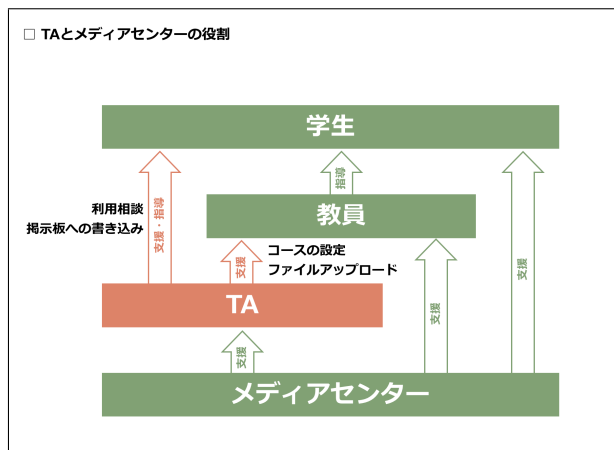 □ TAとメディアセンターの役割
学生
利用相談
掲示板への書き込み
支援・指導
指導
教員
支援
コースの設定
ファイルアップロード
TA
支援
支援
支援
メディアセンター